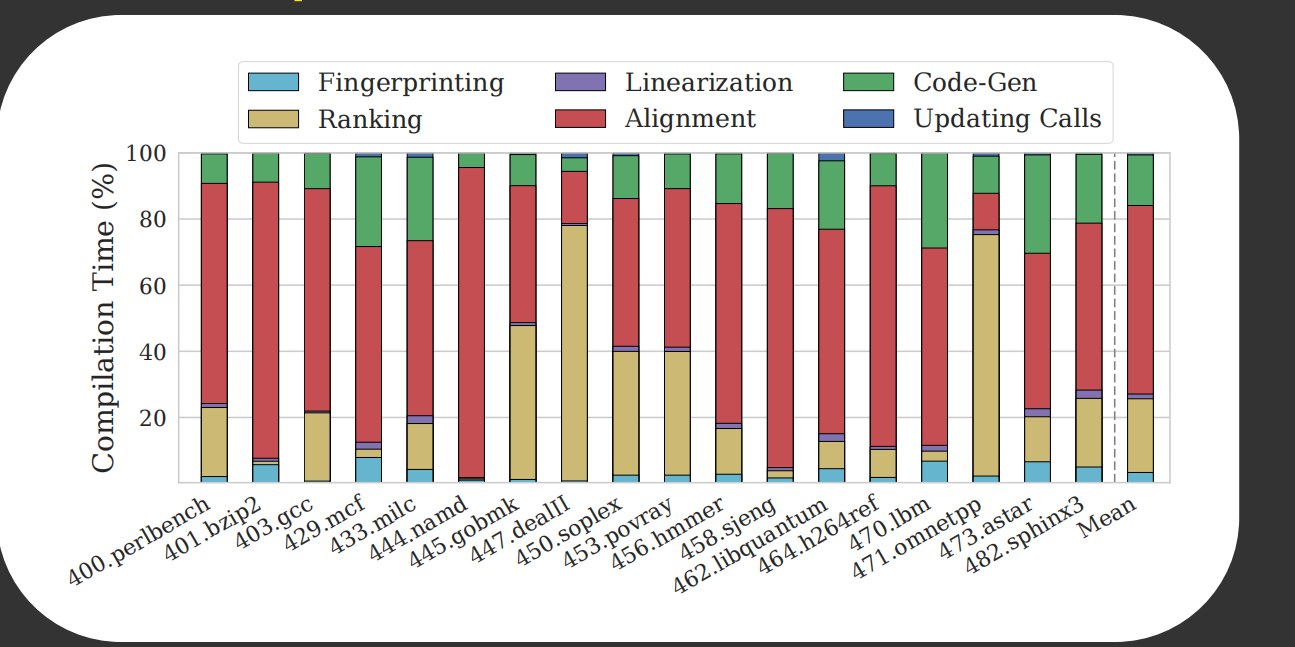 Fingerprinting Linearization Code-Gen
Ranking Alignment Updating Calls
Compilation Time (%)
100
80
60
40
20
400.perlbench
401.bzip2
403.gcc
429.mcf
433.milc
444.namd
445.gobmk
447.dealII
450.soplex
453.povray
456.hmmer
458.sjeng
462.libquantum
464.h264ref
470.lbm
471.omnetpp
473.astar
482.sphinx3
Mean